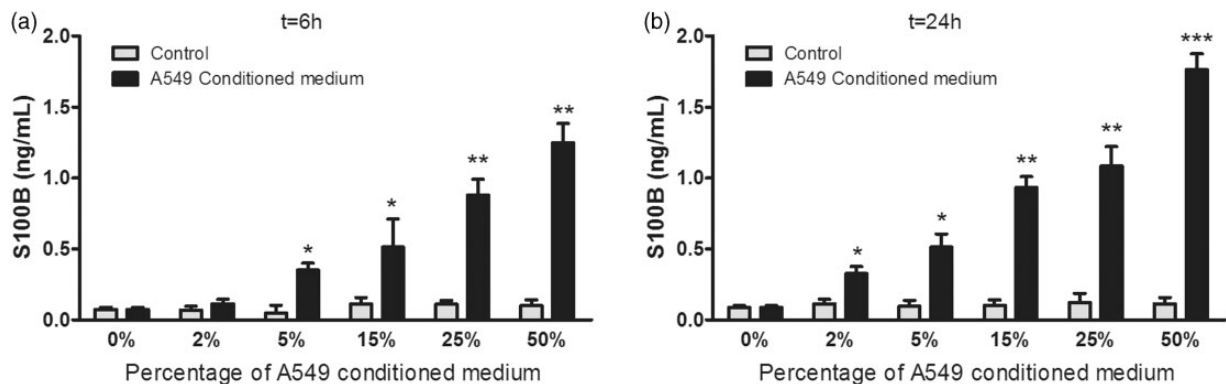 (a)
t=6h
2.0
1.5
1.0
0.5
0.0
S100B (ng/mL)
Control
A549 Conditioned medium
*
*
**
**
0% 2% 5% 15% 25% 50%
Percentage of A549 conditioned medium
(b)
t=24h
2.0
1.5
1.0
0.5
0.0
S100B (ng/mL)
Control
A549 Conditioned medium
*
*
**
**
***
0% 2% 5% 15% 25% 50%
Percentage of A549 conditioned medium